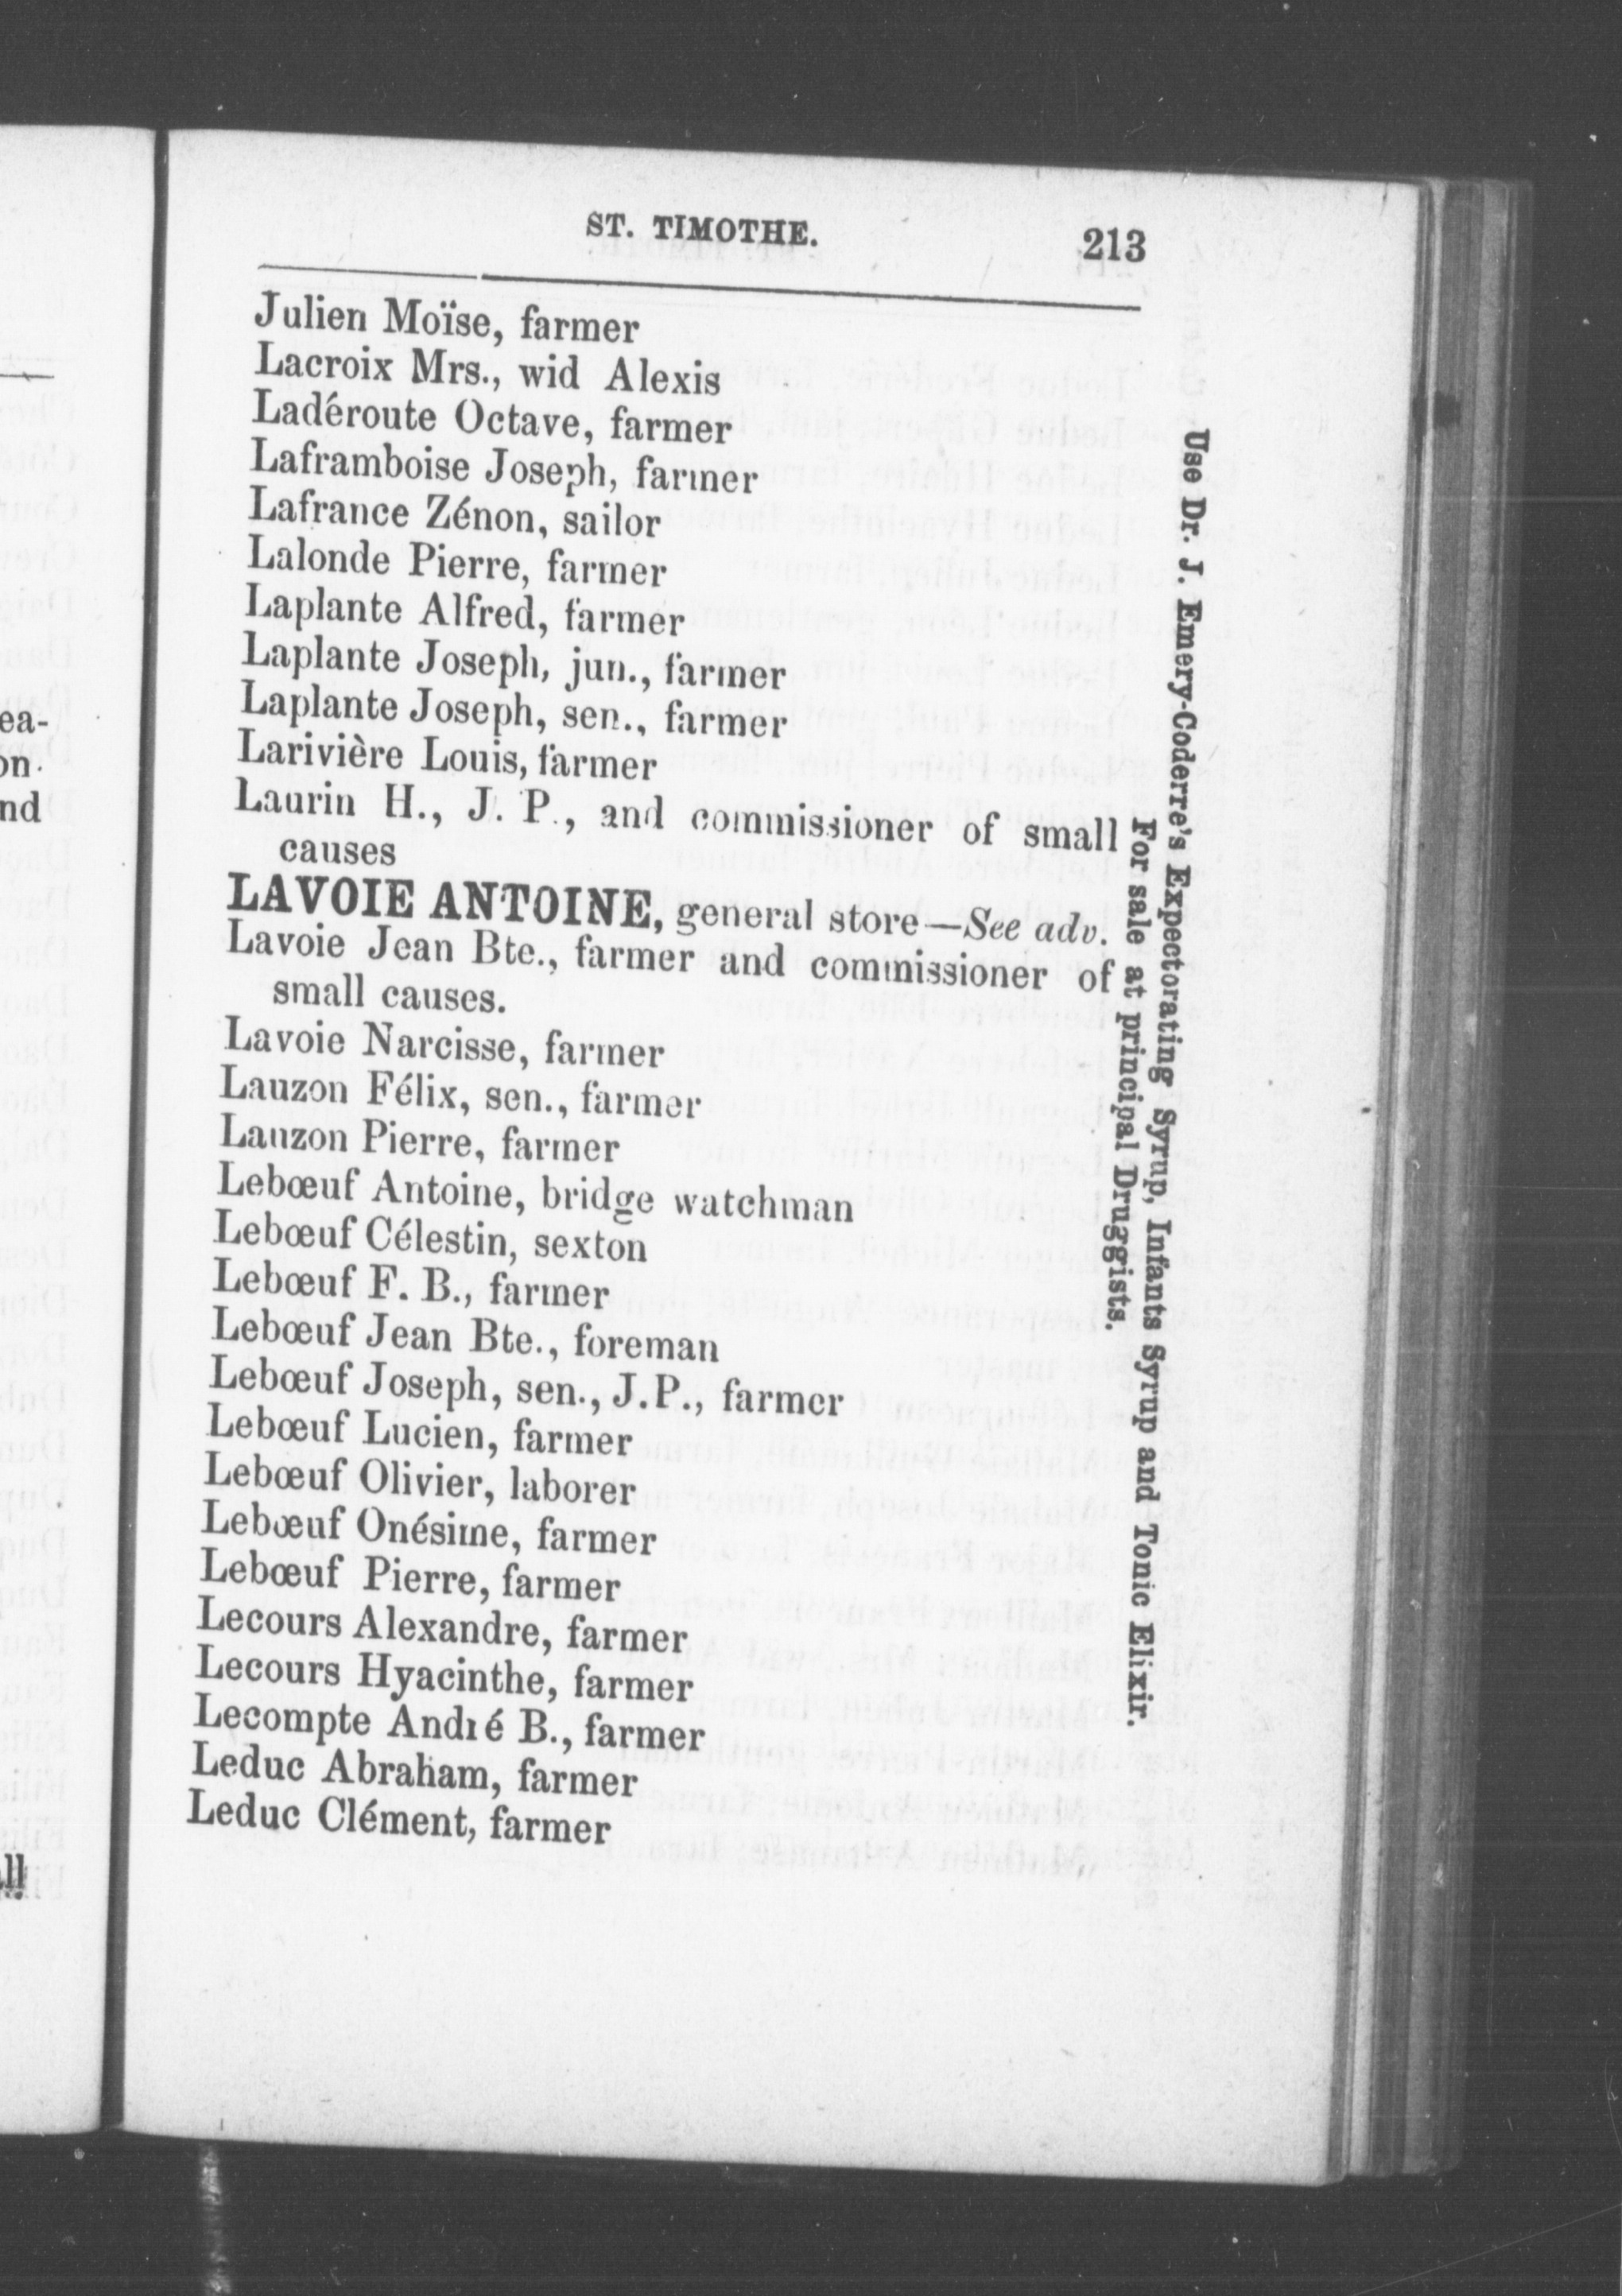 ST. TIMOTHE. 213
Julien Moïse, farmer
Lacroix Mrs., wid Alexis
Ladéroute Octave, farmer
Laframboise Joseph, farmer
Lafrance Zénon, sailor
Lalonde Pierre, farmer
Laplante Alfred, farmer
Laplante Joseph, jun., farmer
Laplante Joseph, sen., farmer
Larivière Louis, farmer
Laurin H., J. P., and commissioner of small
causes
LAVOIE ANTOINE, general store—See adv.
Lavoie Jean Bte., farmer and commissioner of
small causes.
Lavoie Narcisse, farmer
Lauzon Félix, sen., farmer
Lauzon Pierre, farmer
Lebœuf Antoine, bridge watchman
Lebœuf Célestin, sexton
Lebœuf F. B., farmer
Lebœuf Jean Bte., foreman
Lebœuf Joseph, sen., J.P., farmer
Lebœuf Lucien, farmer
Lebœuf Olivier, laborer
Lebœuf Onésime, farmer
Lebœuf Pierre, farmer
Lecours Alexandre, farmer
Lecours Hyacinthe, farmer
Lecompte André B., farmer
Leduc Abraham, farmer
Leduc Clément, farmer
Use Dr. J. Emery-Coderre's Expectorating Syrup, Infants Syrup and Tonic Elixir.
For sale at principal Druggists.